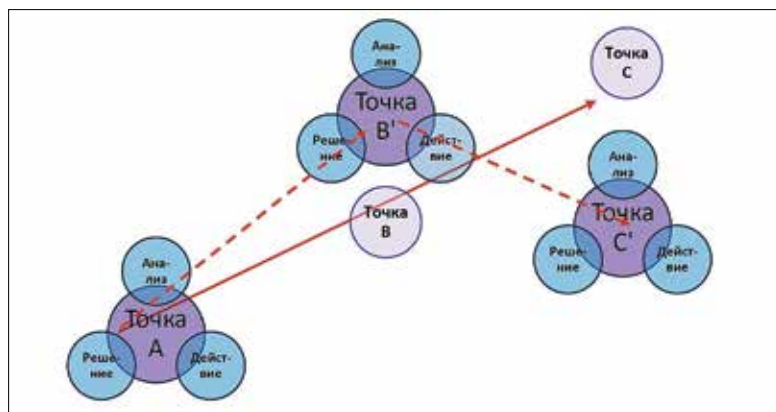 Ана-
лиз
Точка
B'
Реше-
ние
Дейст-
вие
Точка
C
Точка
B
Ана-
лиз
Точка
C'
Реше-
ние
Дейст-
вие
Ана-
лиз
Точка
A
Реше-
ние
Дейст-
вие